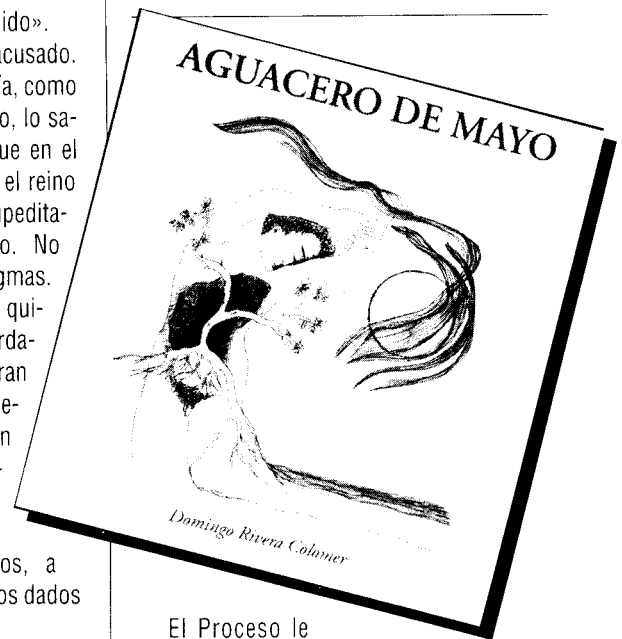 ido».
acusado.
ía, como
o, lo sa-
ue en el
el reino
upedita-
o. No
gmas.
qui-
rda-
ran
e-
n
os, a
os dados
AGUACERO DE MAYO
Domingo Rivera Colomer
El Proceso le